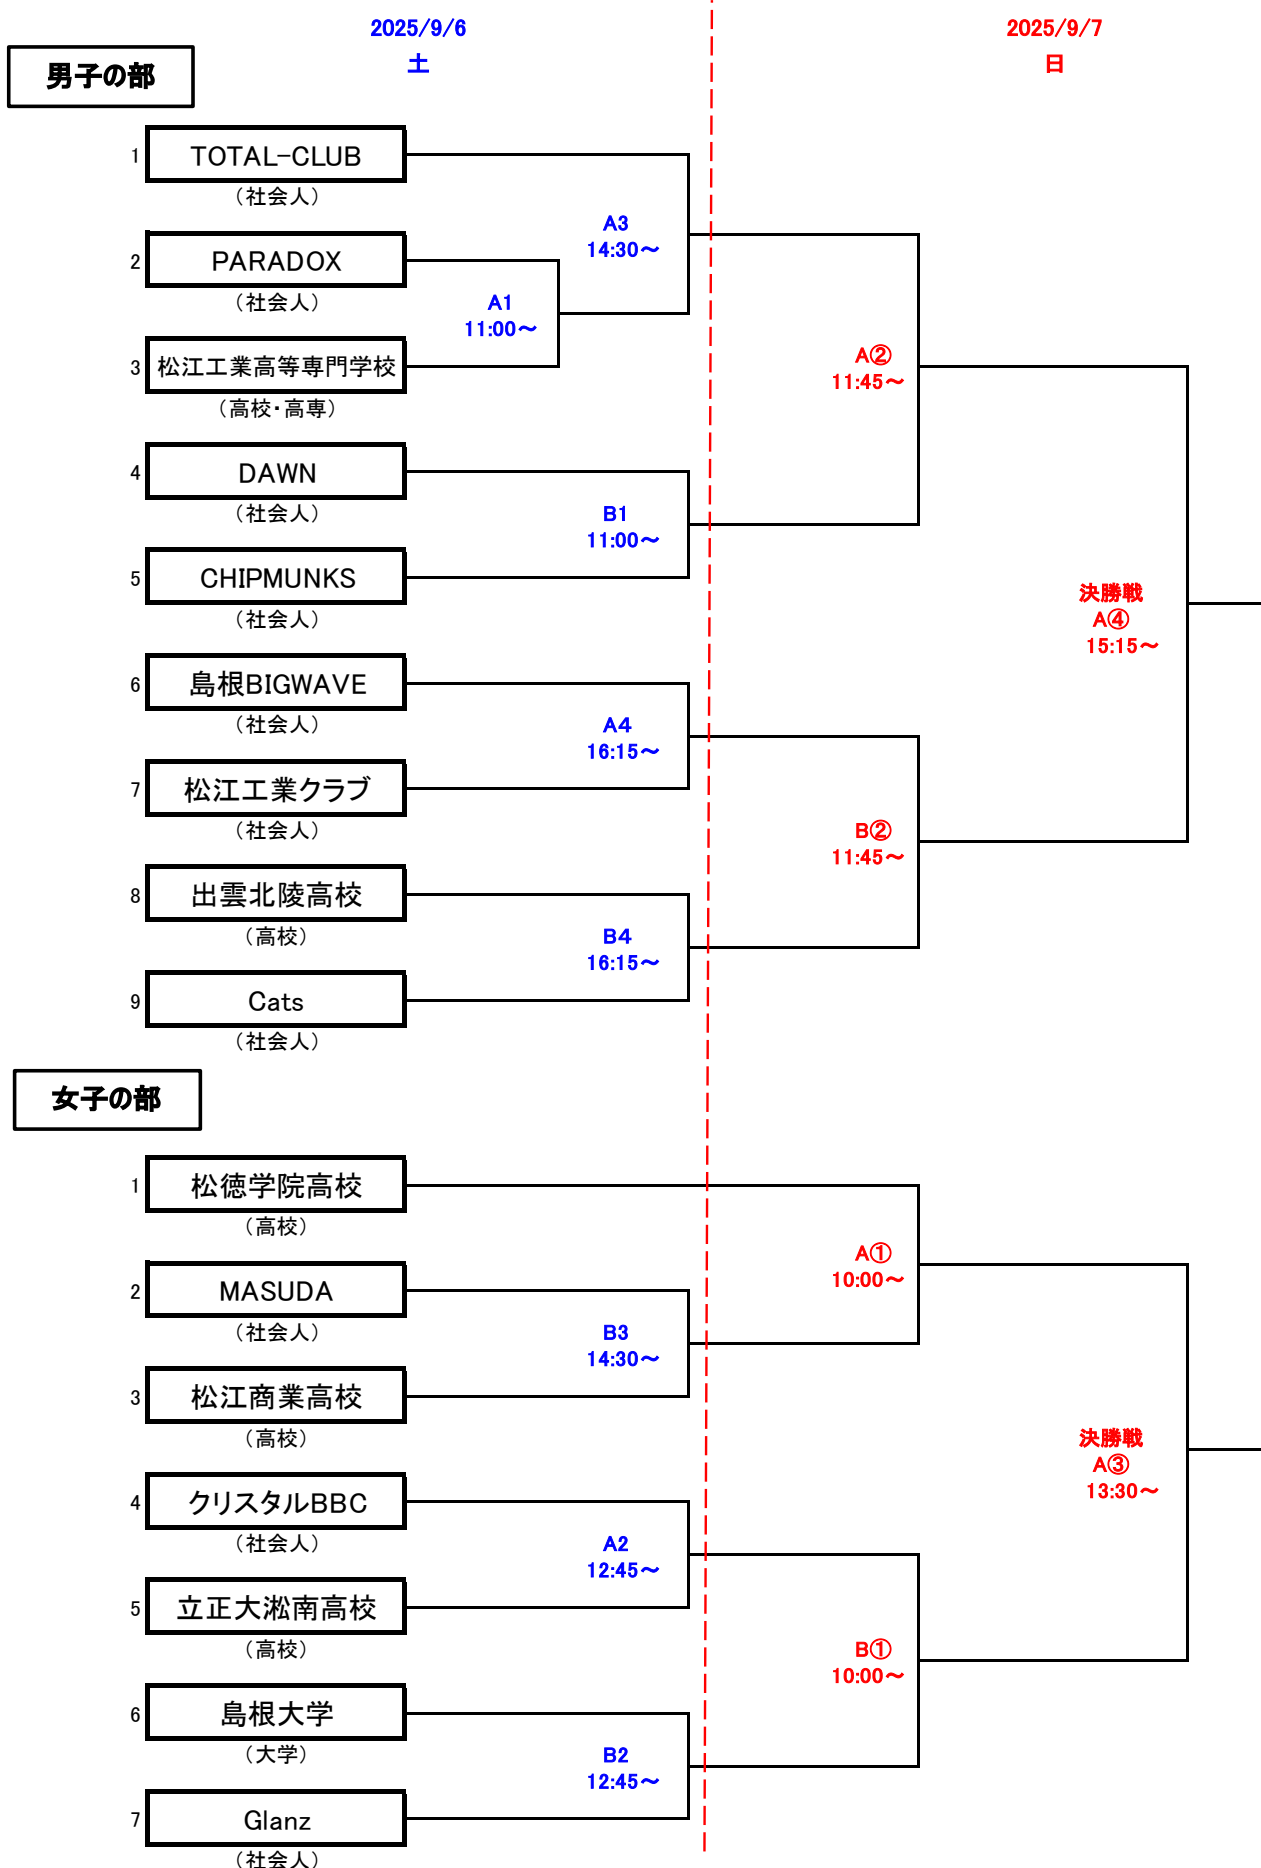 2025/9/6
土
2025/9/7
日
男子の部
1 TOTAL-CLUB
（社会人）
A3
14:30～
2 PARADOX
（社会人）
A1
11:00～
3 松江工業高等専門学校
（高校・高専）
A②
11:45～
4 DAWN
（社会人）
B1
11:00～
5 CHIPMUNKS
（社会人）
決勝戦
A④
15:15～
6 島根BIGWAVE
（社会人）
A4
16:15～
7 松江工業クラブ
（社会人）
B②
11:45～
8 出雲北陵高校
（高校）
B4
16:15～
9 Cats
（社会人）
女子の部
1 松徳学院高校
（高校）
A①
10:00～
2 MASUDA
（社会人）
B3
14:30～
3 松江商業高校
（高校）
決勝戦
A③
13:30～
4 クリスタルBBC
（社会人）
A2
12:45～
5 立正大淞南高校
（高校）
B①
10:00～
6 島根大学
（大学）
B2
12:45～
7 Glanz
（社会人）